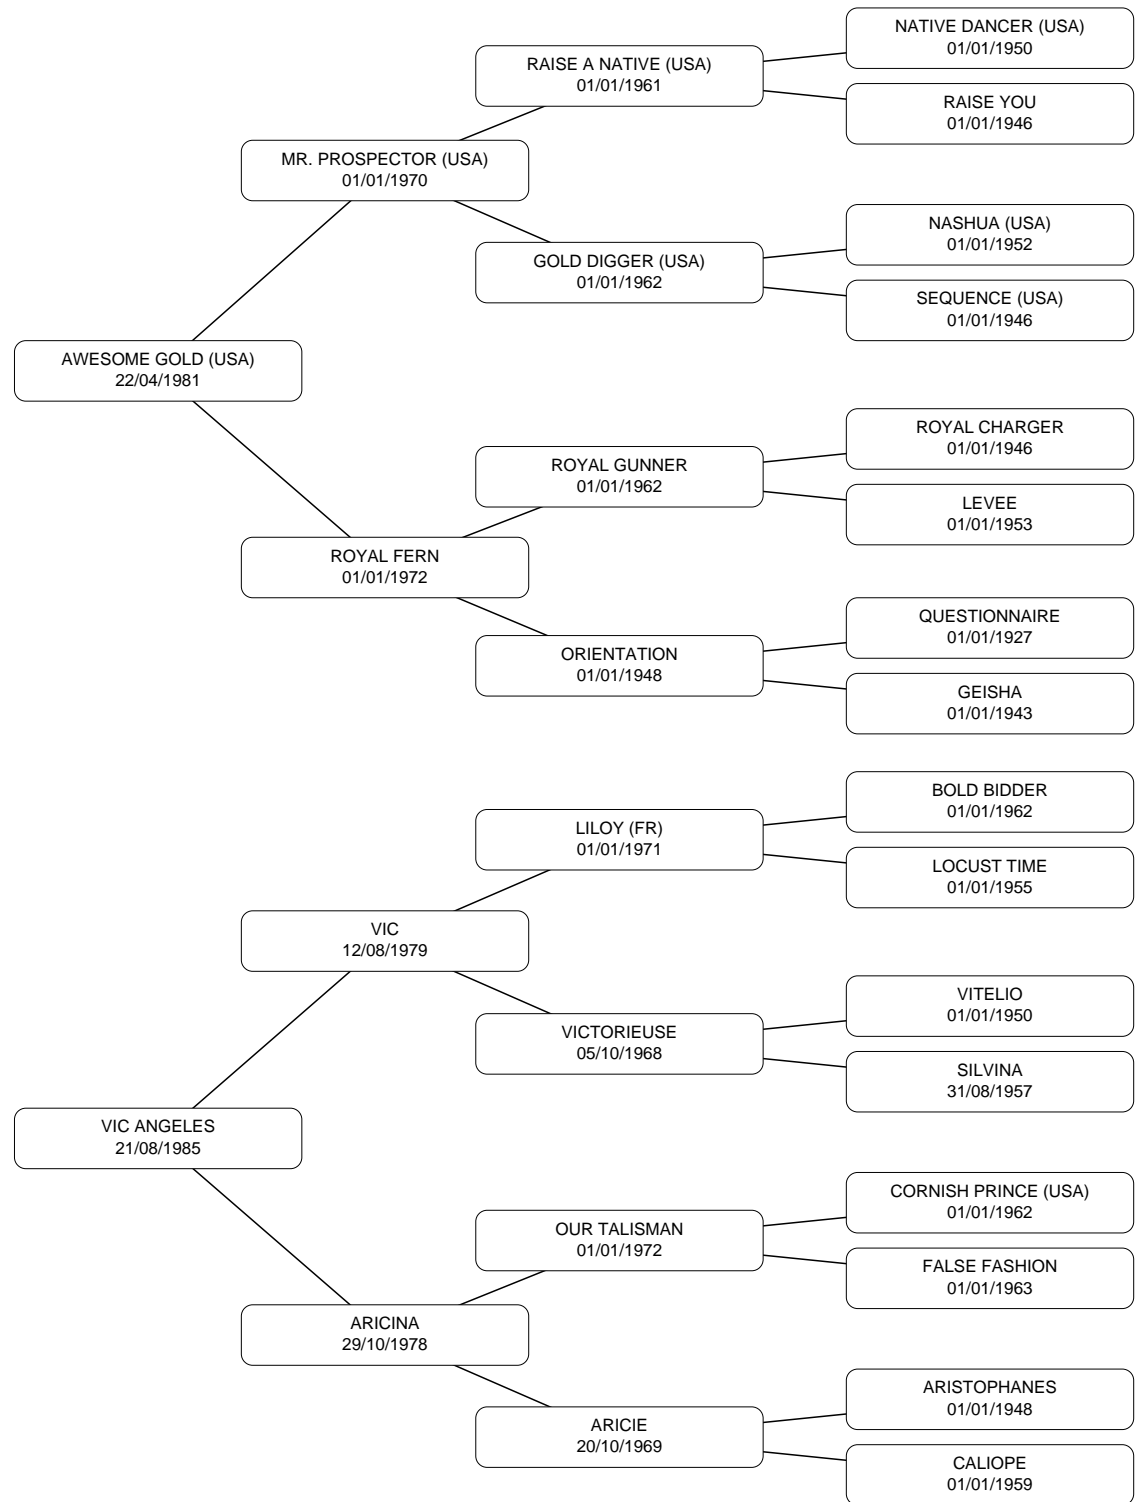 NATIVE DANCER (USA)
01/01/1950
RAISE A NATIVE (USA)
01/01/1961
RAISE YOU
01/01/1946
MR. PROSPECTOR (USA)
01/01/1970
NASHUA (USA)
01/01/1952
GOLD DIGGER (USA)
01/01/1962
SEQUENCE (USA)
01/01/1946
AWESOME GOLD (USA)
22/04/1981
ROYAL CHARGER
01/01/1946
ROYAL GUNNER
01/01/1962
LEVEE
01/01/1953
ROYAL FERN
01/01/1972
QUESTIONNAIRE
01/01/1927
ORIENTATION
01/01/1948
GEISHA
01/01/1943
BOLD BIDDER
01/01/1962
LILOY (FR)
01/01/1971
LOCUST TIME
01/01/1955
VIC
12/08/1979
VITELIO
01/01/1950
VICTORIEUSE
05/10/1968
SILVINA
31/08/1957
VIC ANGELES
21/08/1985
CORNISH PRINCE (USA)
01/01/1962
OUR TALISMAN
01/01/1972
FALSE FASHION
01/01/1963
ARICINA
29/10/1978
ARISTOPHANES
01/01/1948
ARICIE
20/10/1969
CALIOPE
01/01/1959